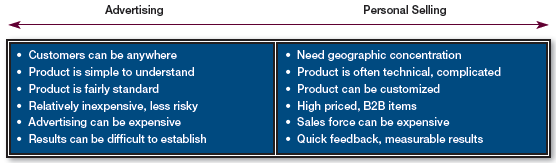 Advertising
Personal Selling
• Customers can be anywhere
• Product is simple to understand
• Product is fairly standard
• Relatively inexpensive, less risky
• Advertising can be expensive
• Results can be difficult to establish
• Need geographic concentration
• Product is often technical, complicated
• Product can be customized
• High priced, B2B items
• Sales force can be expensive
• Quick feedback, measurable results